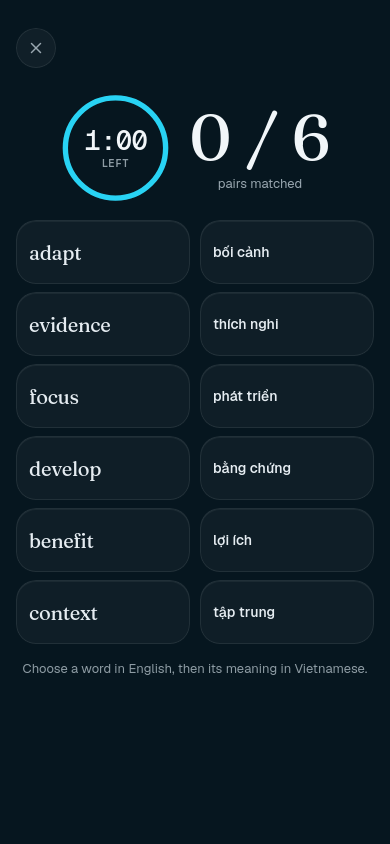 1:00
LEFT
0 / 6
pairs matched
adapt
bối cảnh
evidence
thích nghi
focus
phát triển
develop
bằng chứng
benefit
lợi ích
context
tập trung
Choose a word in English, then its meaning in Vietnamese.